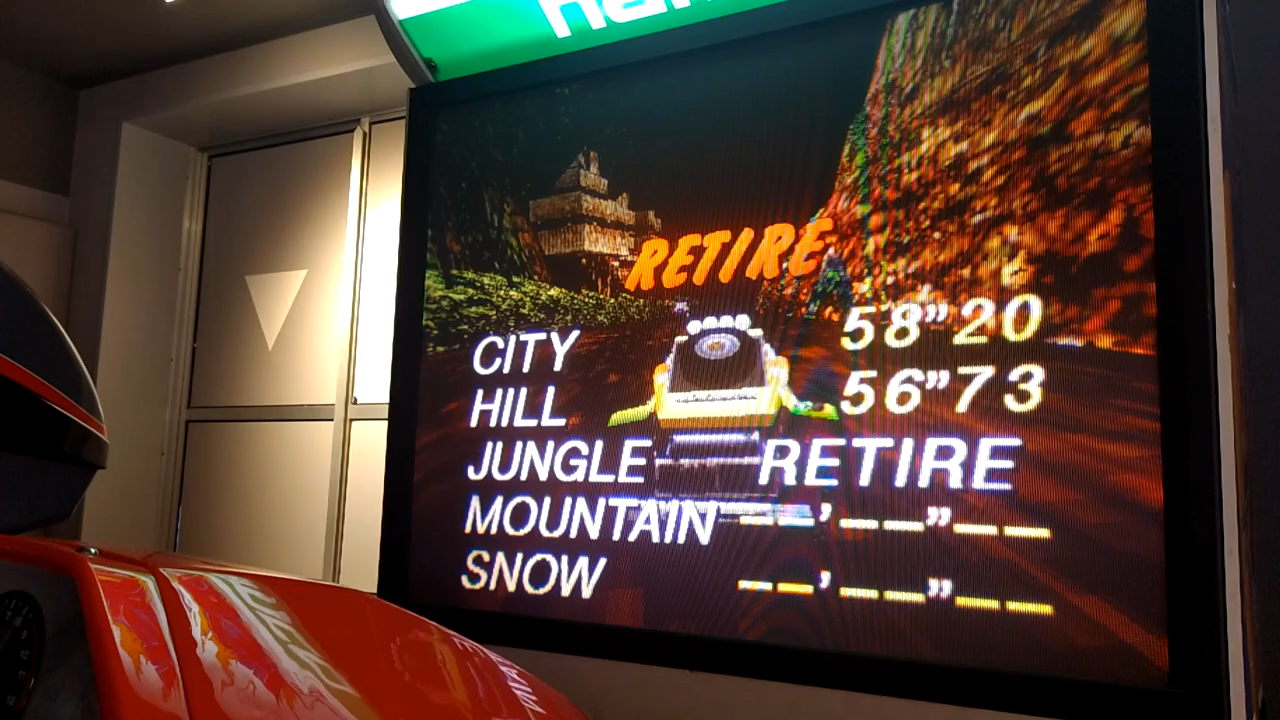 RETIRE
CITY 58"20
HILL 56"73
JUNGLE RETIRE
MOUNTAIN --'--"--
SNOW --'--"--